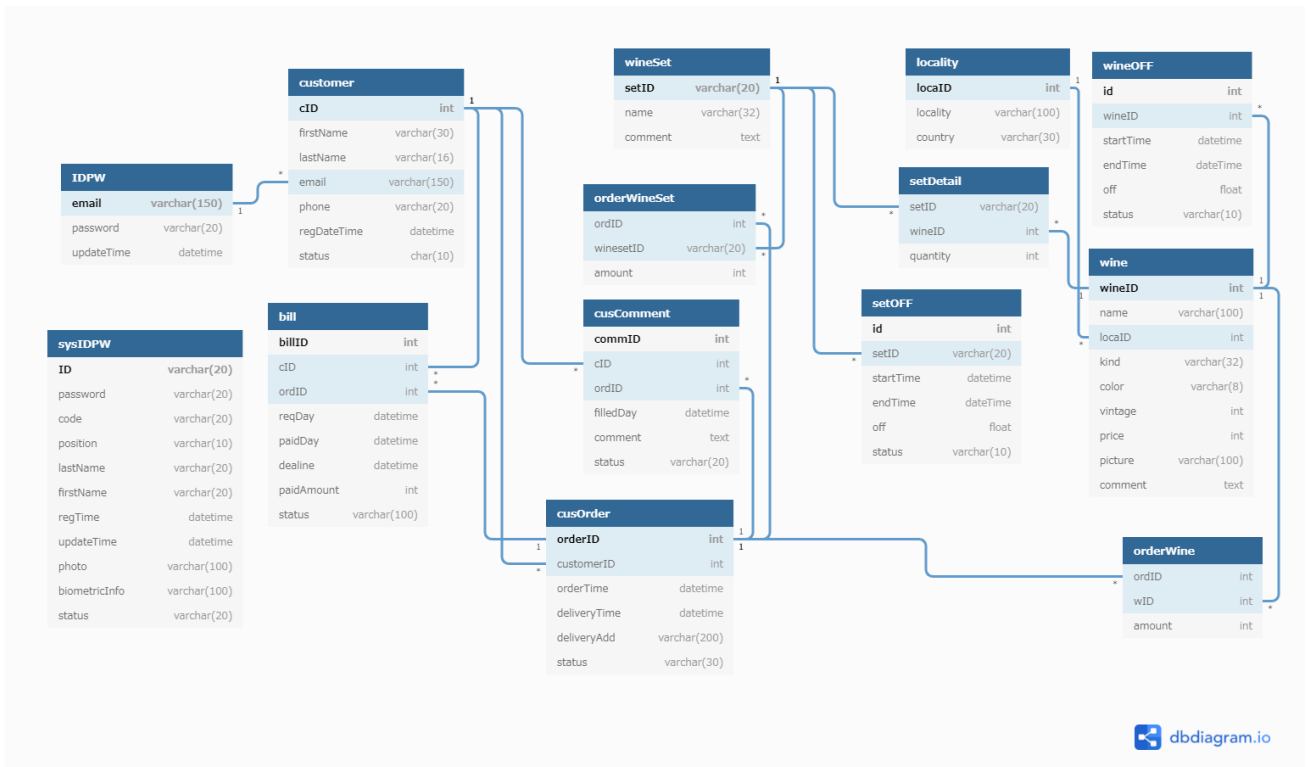 IDPW
email varchar(150)
password varchar(20)
updateTime datetime
1
*
customer
cID int
1
firstName varchar(30)
lastName varchar(16)
email varchar(150)
phone varchar(20)
regDateTime datetime
status char(10)
sysIDPW
ID varchar(20)
password varchar(20)
code varchar(20)
position varchar(10)
lastName varchar(20)
firstName varchar(20)
regTime datetime
updateTime datetime
photo varchar(100)
biometricInfo varchar(100)
status varchar(20)
bill
billID int
cID int
*
*
ordID int
reqDay datetime
paidDay datetime
dealine datetime
paidAmount int
status varchar(100)
wineSet
setID varchar(20)
1
name varchar(32)
comment text
orderWineSet
ordID int
*
winesetID varchar(20)
*
amount int
cusComment
commID int
cID int
*
ordID int
*
filledDay datetime
comment text
status varchar(20)
cusOrder
orderID int
1
1
1
customerID int
*
orderTime datetime
deliveryTime datetime
deliveryAdd varchar(200)
status varchar(30)
locality
locaID int
1
locality varchar(100)
country varchar(30)
setDetail
setID varchar(20)
*
wineID int
*
quantity int
setOFF
id int
setID varchar(20)
*
startTime datetime
endTime dateTime
off float
status varchar(10)
wineOFF
id int
wineID int
*
startTime datetime
endTime dateTime
off float
status varchar(10)
wine
wineID int
1
1
1
name varchar(100)
locaID int
*
kind varchar(32)
color varchar(8)
vintage int
price int
picture varchar(100)
comment text
orderWine
ordID int
*
wID int
*
amount int
dbdiagram.io